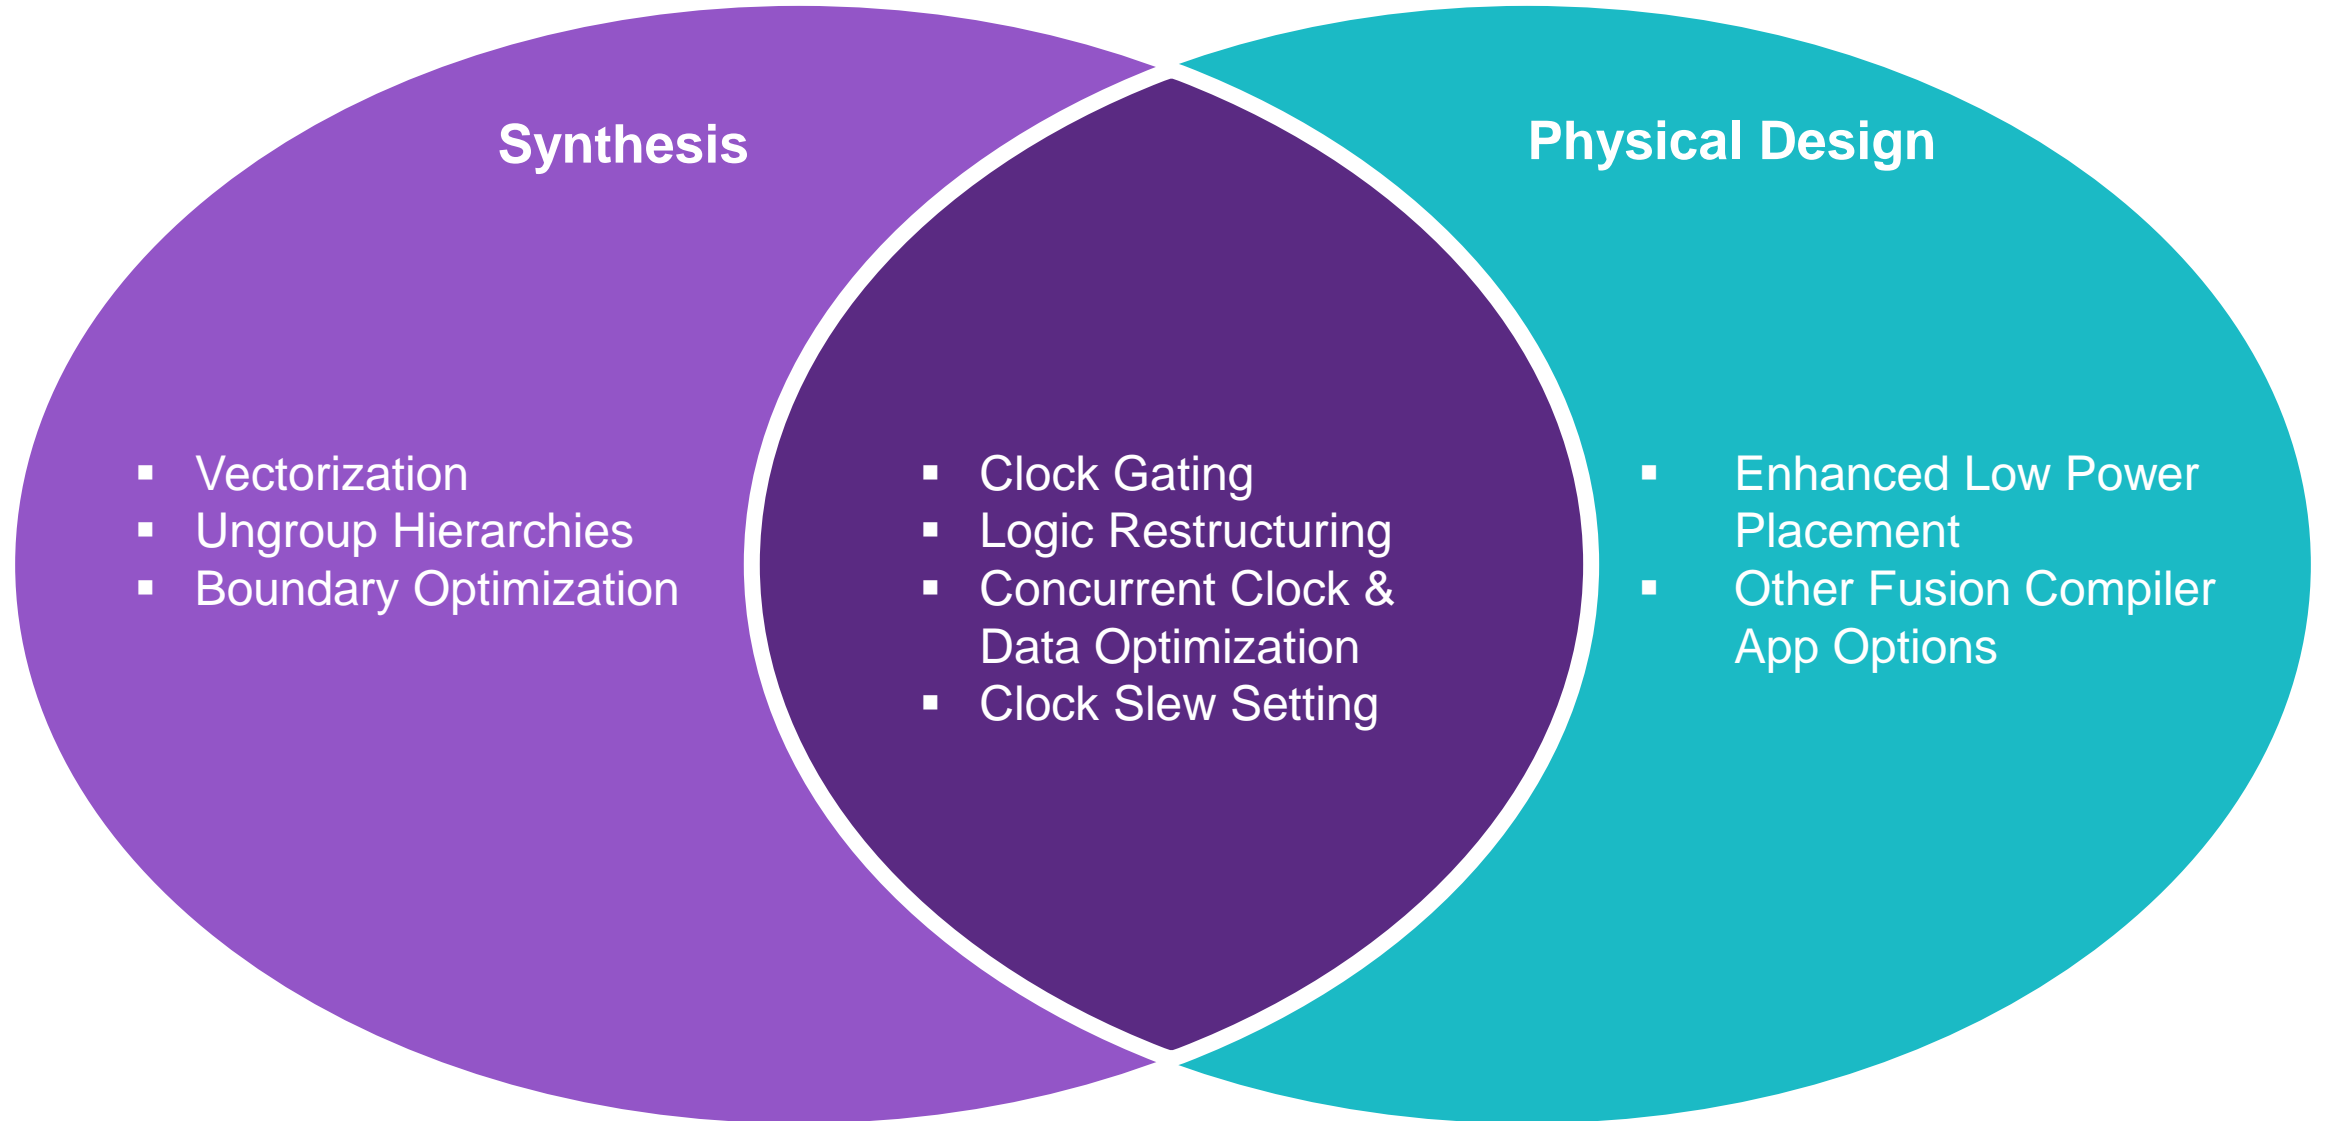 Synthesis
Physical Design
▪ Vectorization
▪ Ungroup Hierarchies
▪ Boundary Optimization
▪ Clock Gating
▪ Logic Restructuring
▪ Concurrent Clock &
Data Optimization
▪ Clock Slew Setting
▪ Enhanced Low Power
Placement
▪ Other Fusion Compiler
App Options